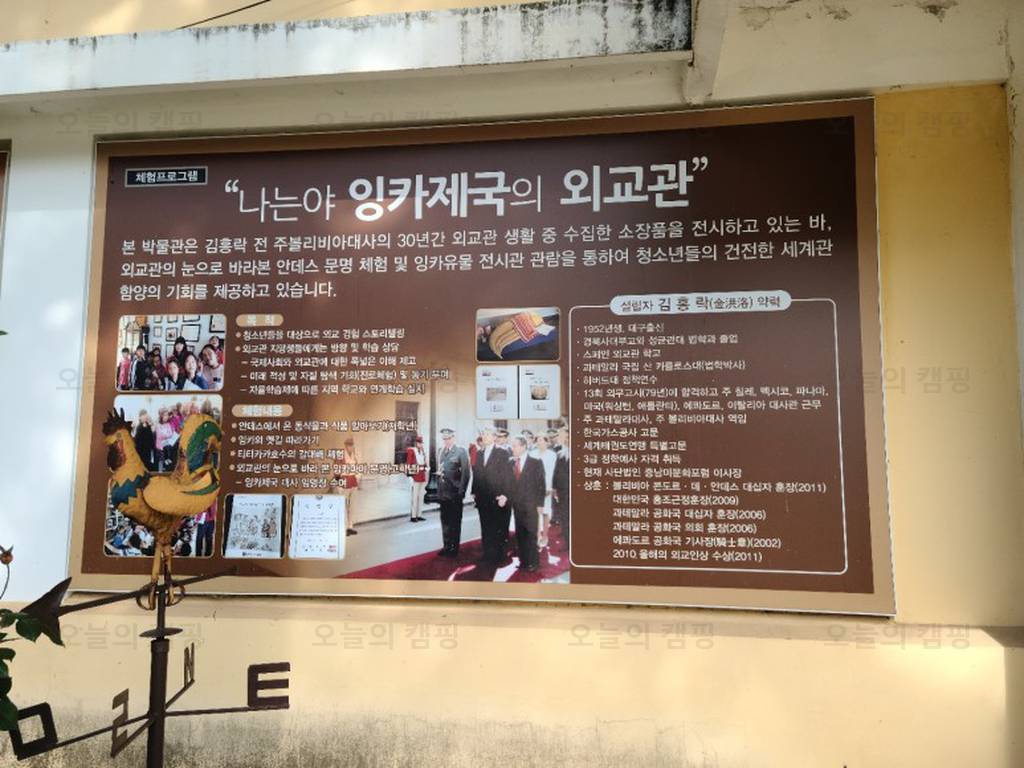 체험프로그램
“나는야 잉카제국의 외교관”
본 박물관은 김홍락 전 주볼리비아대사의 30년간 외교관 생활 중 수집한 소장품을 전시하고 있는 바,
외교관의 눈으로 바라본 안데스 문명 체험 및 잉카유물 전시관 관람을 통하여 청소년들의 건전한 세계관
함양의 기회를 제공하고 있습니다.
목 적
청소년들을 대상으로 외교 경험 스토리텔링
외교관 지망생들에게는 방향 및 학습 상담
– 국제사회와 외교관에 대한 폭넓은 이해 제고
– 미래 적성 및 자질 탐색 기회(진로체험) 및 동기 부여
– 자율학습제에 따른 지역 학교와 연계학습 실시
체험내용
안데스에서 온 동식물과 식품 알아보기(저학년)
잉카의 옛길 따라가기
티티카카호수의 갈대배 체험
외교관의 눈으로 바라 본 잉카 문명(고학년)
– 잉카제국 대사 임명장 수여
설립자 김 홍 락(金洪洛) 약력
· 1952년생, 대구출신
· 경북사대부고와 성균관대 법학과 졸업
· 스페인 외교관 학교
· 과테말라 국립 산 카를로스대(법학박사)
· 하버드대 정책연수
· 13회 외무고시(79년)에 합격하고 주 칠레, 멕시코, 파나마,
미국(워싱턴, 애틀란타), 에콰도르, 이탈리아 대사관 근무
· 주 과테말라대사, 주 볼리비아대사 역임
· 한국가스공사 고문
· 세계태권도연맹 특별고문
· 3급 정학예사 자격 취득
· 현재 사단법인 중남미문화포럼 이사장
· 상훈 : 볼리비아 콘도르·데·안데스 대십자 훈장(2011)
대한민국 홍조근정훈장(2009)
과테말라 공화국 대십자 훈장(2006)
과테말라 공화국 의회 훈장(2006)
에콰도르 공화국 기사장(騎士章)(2002)
2010 올해의 외교인상 수상(2011)
N
E
오늘의 캠핑